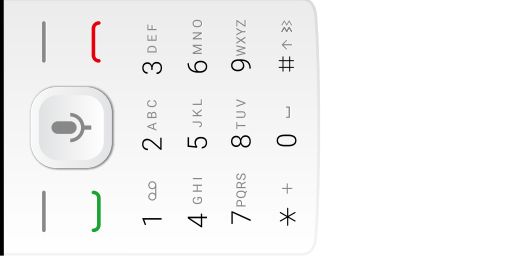 1 2 ABC 3 DEF
4 GHI 5 JKL 6 MNO
7 PQRS 8 TUV 9 WXYZ
* + 0 #